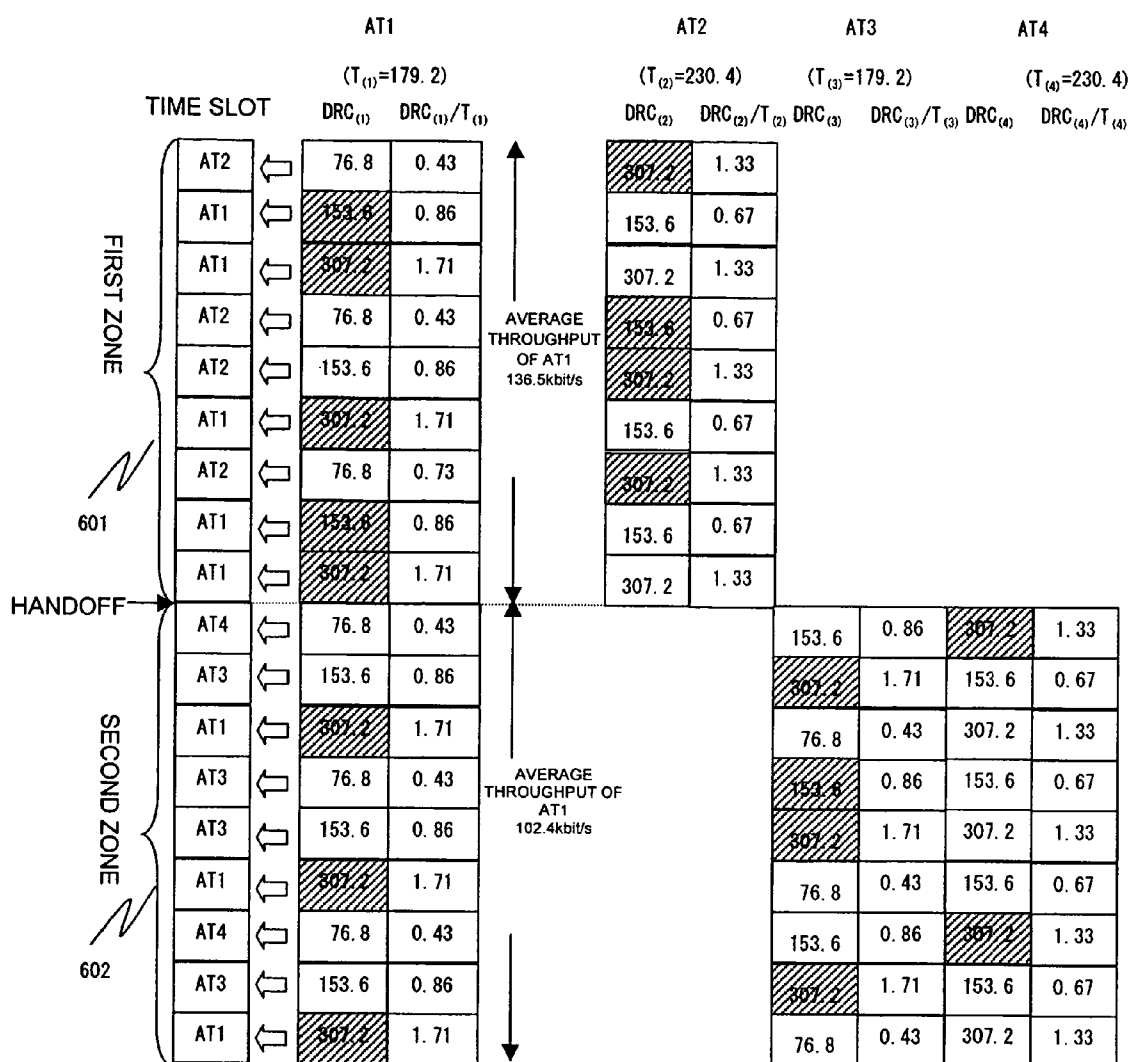 AT1 AT2 AT3 AT4
(T(1)=179.2) (T(2)=230.4) (T(3)=179.2) (T(4)=230.4)
TIME SLOT DRC(1) DRC(1)/T(1) DRC(2) DRC(2)/T(2) DRC(3) DRC(3)/T(3) DRC(4) DRC(4)/T(4)
FIRST ZONE
601
AT2 76.8 0.43 307.2 1.33
AT1 153.6 0.86 153.6 0.67
AT1 307.2 1.71 307.2 1.33
AT2 76.8 0.43 153.6 0.67
AT2 153.6 0.86 307.2 1.33
AT1 307.2 1.71 153.6 0.67
AT2 76.8 0.73 307.2 1.33
AT1 153.6 0.86 153.6 0.67
AT1 307.2 1.71 307.2 1.33
AVERAGE
THROUGHPUT
OF AT1
136.5kbit/s
HANDOFF
SECOND ZONE
602
AT4 76.8 0.43 153.6 0.86 307.2 1.33
AT3 153.6 0.86 307.2 1.71 153.6 0.67
AT1 307.2 1.71 76.8 0.43 307.2 1.33
AT3 76.8 0.43 153.6 0.86 153.6 0.67
AT3 153.6 0.86 307.2 1.71 307.2 1.33
AT1 307.2 1.71 76.8 0.43 153.6 0.67
AT4 76.8 0.43 153.6 0.86 307.2 1.33
AT3 153.6 0.86 307.2 1.71 153.6 0.67
AT1 307.2 1.71 76.8 0.43 307.2 1.33
AVERAGE
THROUGHPUT OF
AT1
102.4kbit/s